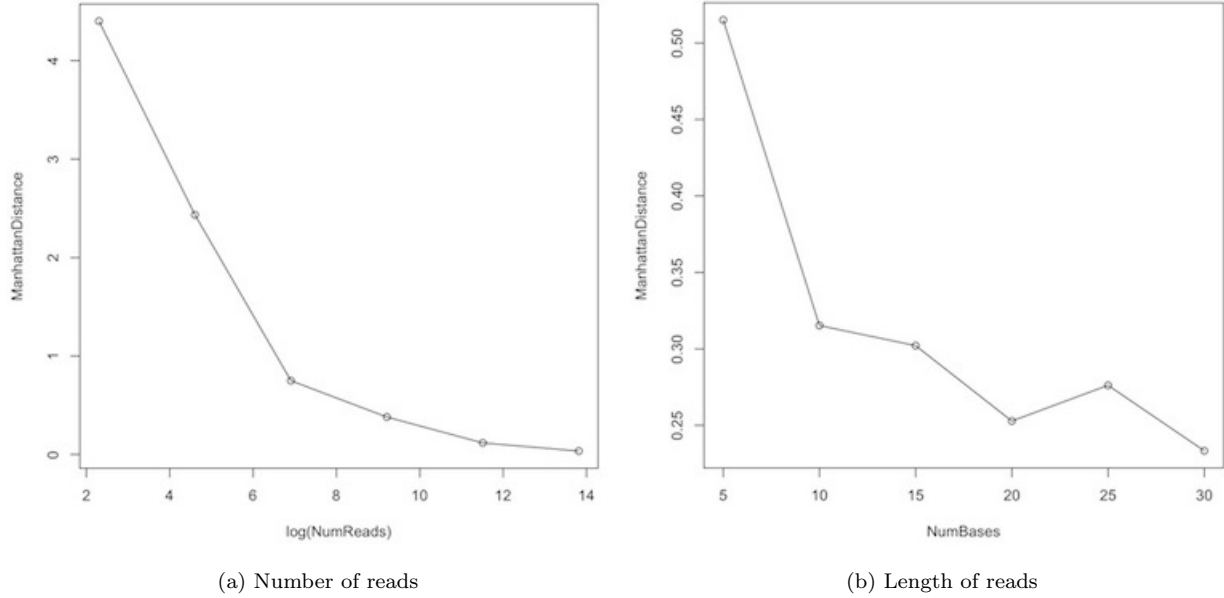 ManhattanDistance
4
3
2
1
0
2 4 6 8 10 12 14
log(NumReads)
(a) Number of reads
ManhattanDistance
0.50
0.45
0.40
0.35
0.30
0.25
5 10 15 20 25 30
NumBases
(b) Length of reads